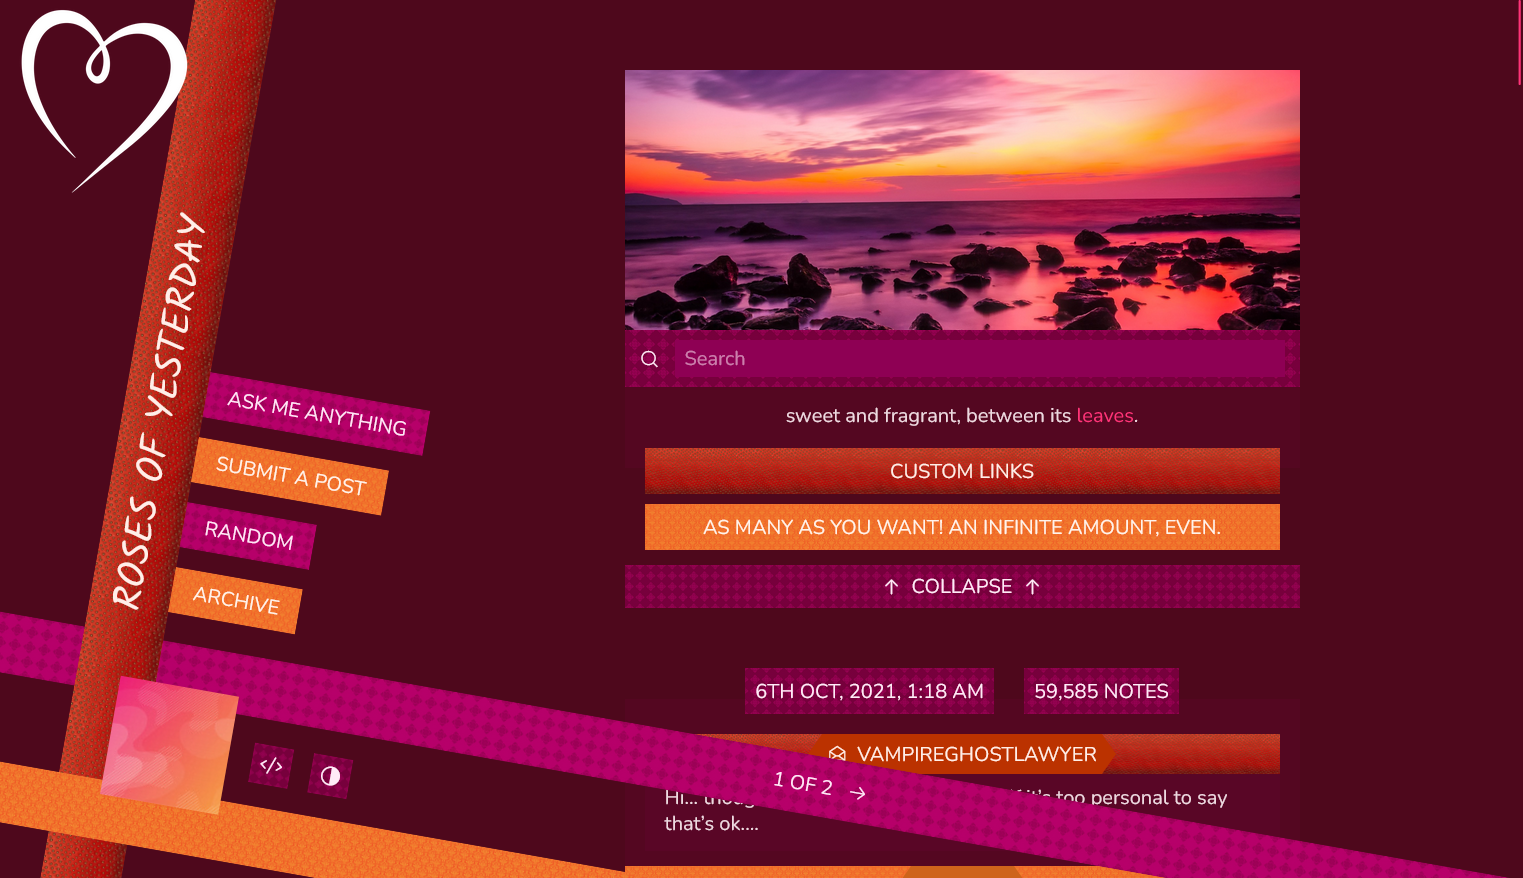 ROSES OF YESTERDAY
ASK ME ANYTHING
SUBMIT A POST
RANDOM
ARCHIVE
Search
sweet and fragrant, between its leaves.
CUSTOM LINKS
AS MANY AS YOU WANT! AN INFINITE AMOUNT, EVEN.
↑ COLLAPSE ↑
6TH OCT, 2021, 1:18 AM 59,585 NOTES
VAMPIREGHOSTLAWYER
1 OF 2 →
Hi... it's too personal to say
that's ok....